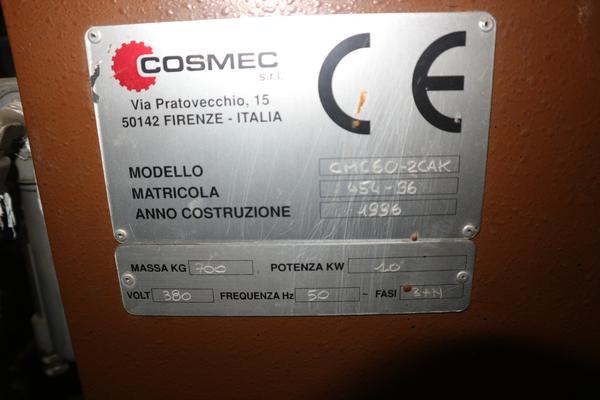 COSMEC
s.r.l.
Via Pratovecchio, 15
50142 FIRENZE - ITALIA
CE
MODELLO CMC60-2CAK
MATRICOLA 454-96
ANNO COSTRUZIONE 1996
MASSA KG 700 POTENZA KW 10
VOLT 380 FREQUENZA Hz 50 ~ FASI 3+N